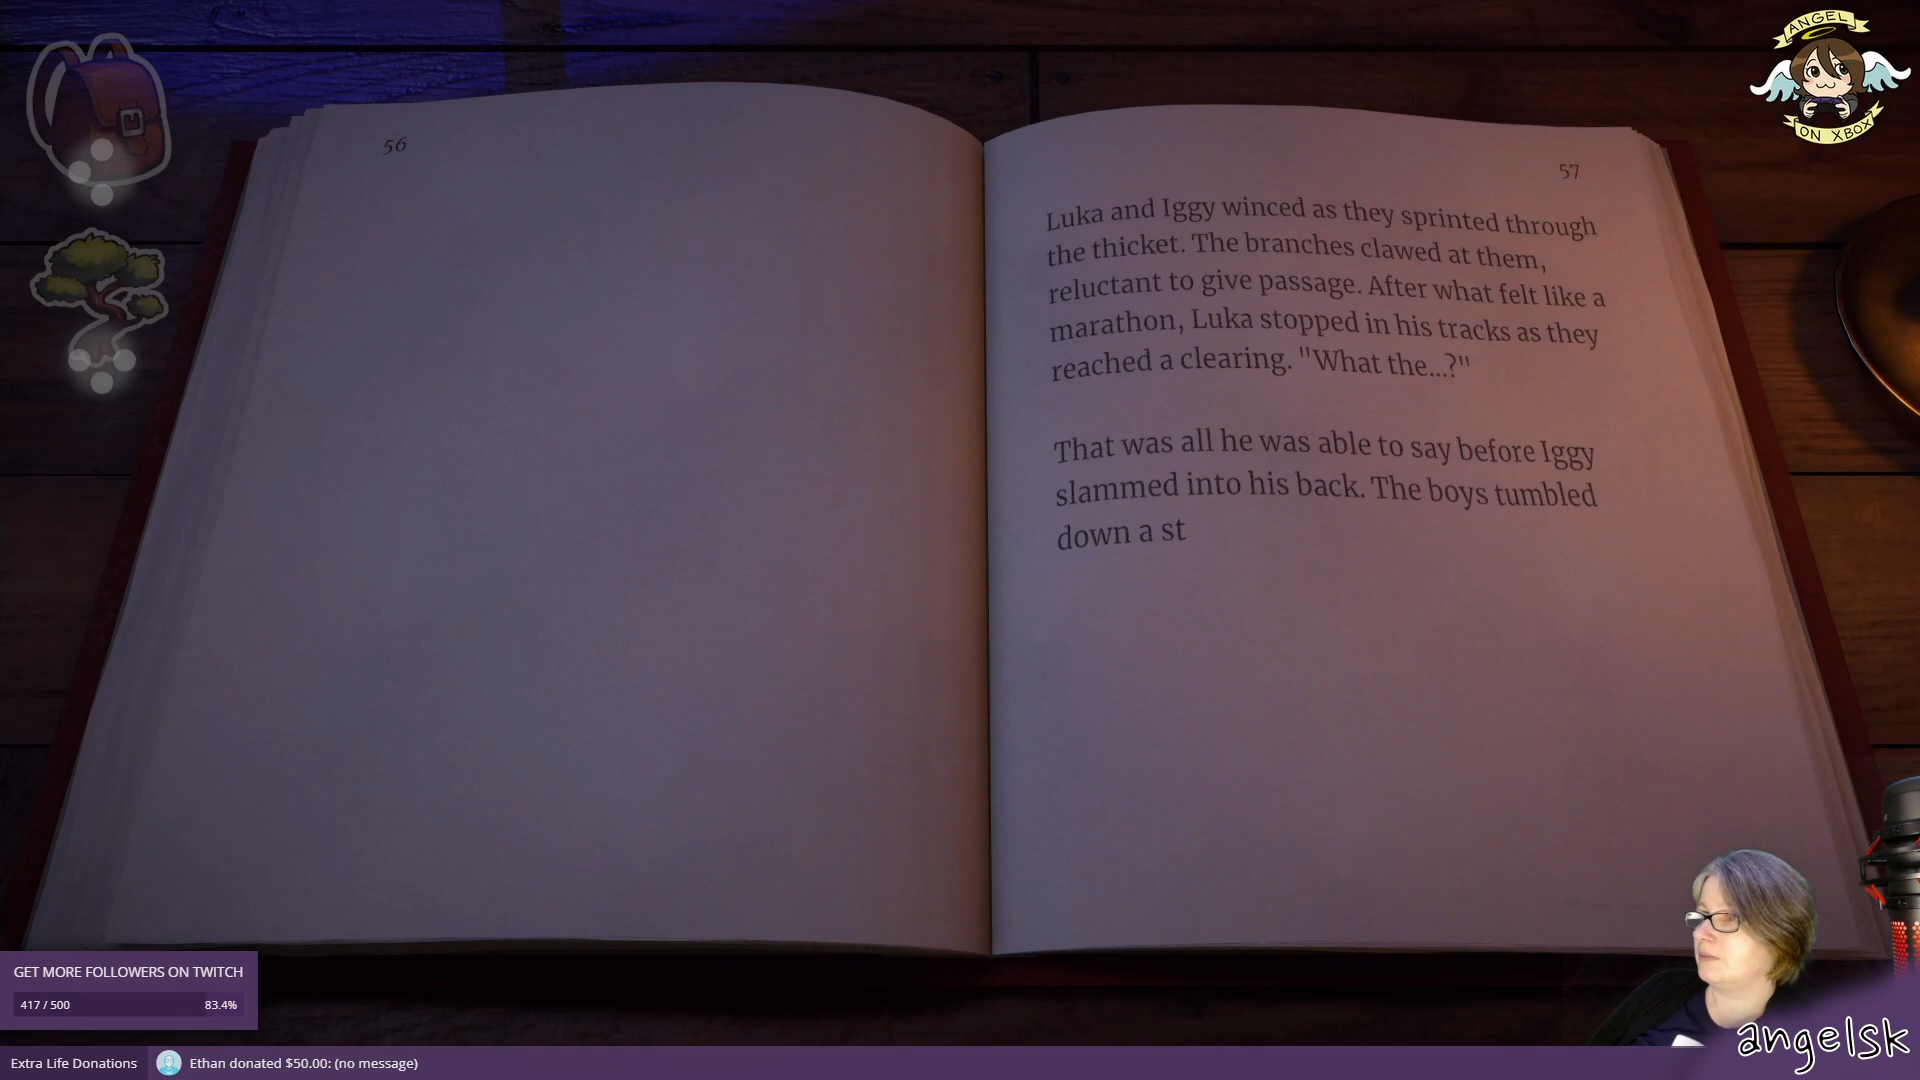 ANGEL
ON XBOX
56
57
Luka and Iggy winced as they sprinted through
the thicket. The branches clawed at them,
reluctant to give passage. After what felt like a
marathon, Luka stopped in his tracks as they
reached a clearing. "What the...?"
That was all he was able to say before Iggy
slammed into his back. The boys tumbled
down a st
GET MORE FOLLOWERS ON TWITCH
417 / 500 83.4%
Extra Life Donations Ethan donated $50.00: (no message)
angelsk